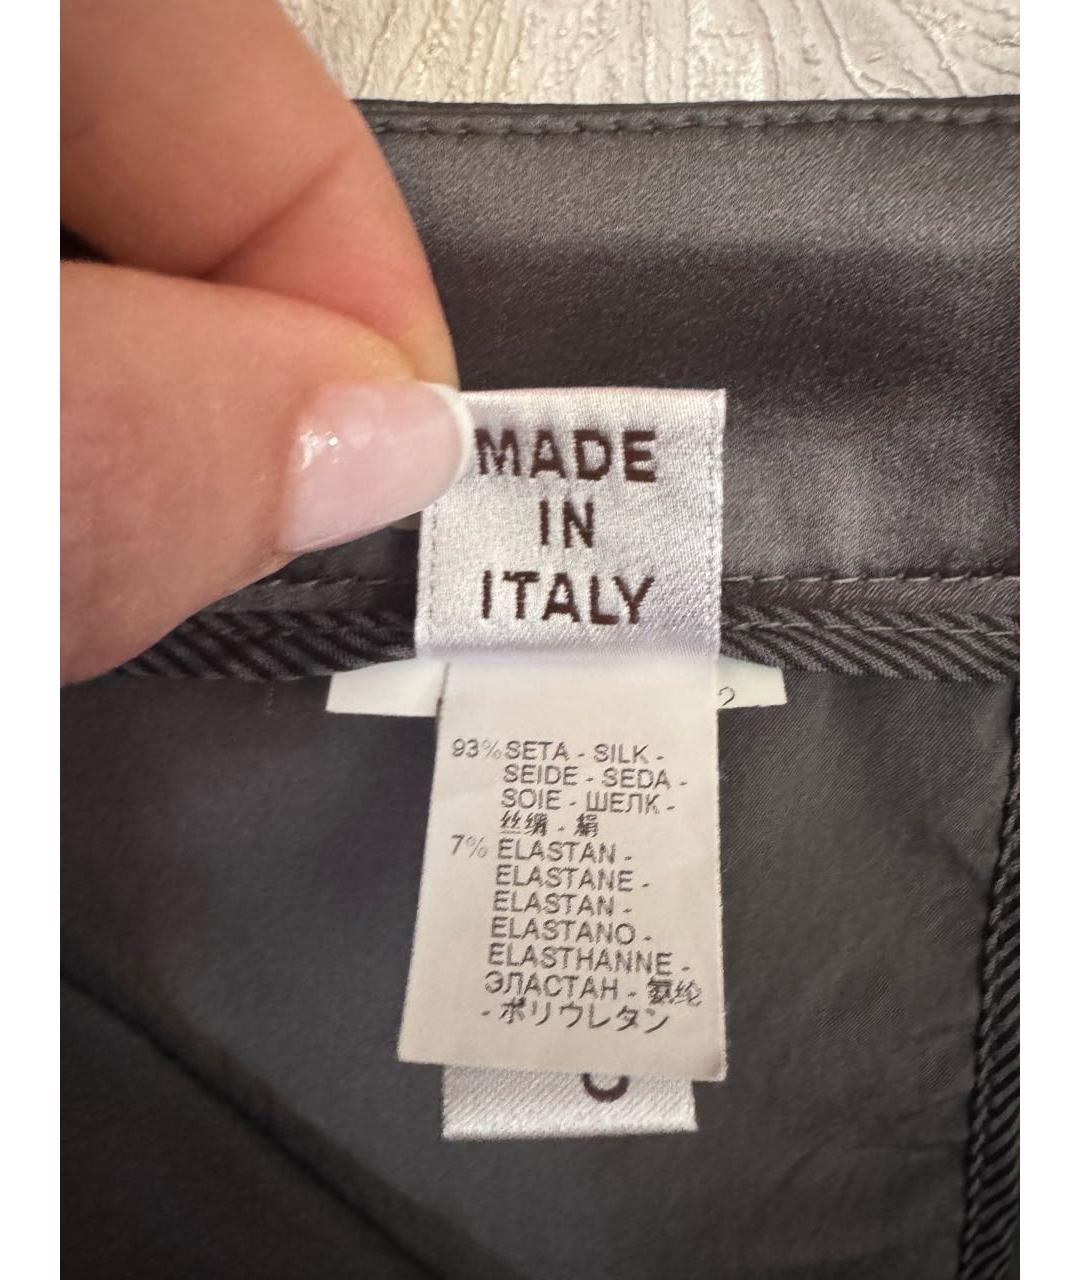 MADE
IN
ITALY
2
93% SETA - SILK -
SEIDE - SEDA -
SOIE - ШЕЛК -
丝绸 - 絹
7% ELASTAN -
ELASTANE -
ELASTAN -
ELASTANO -
ELASTHANNE -
ЭЛАСТАН - 氨纶
- ポリウレタン